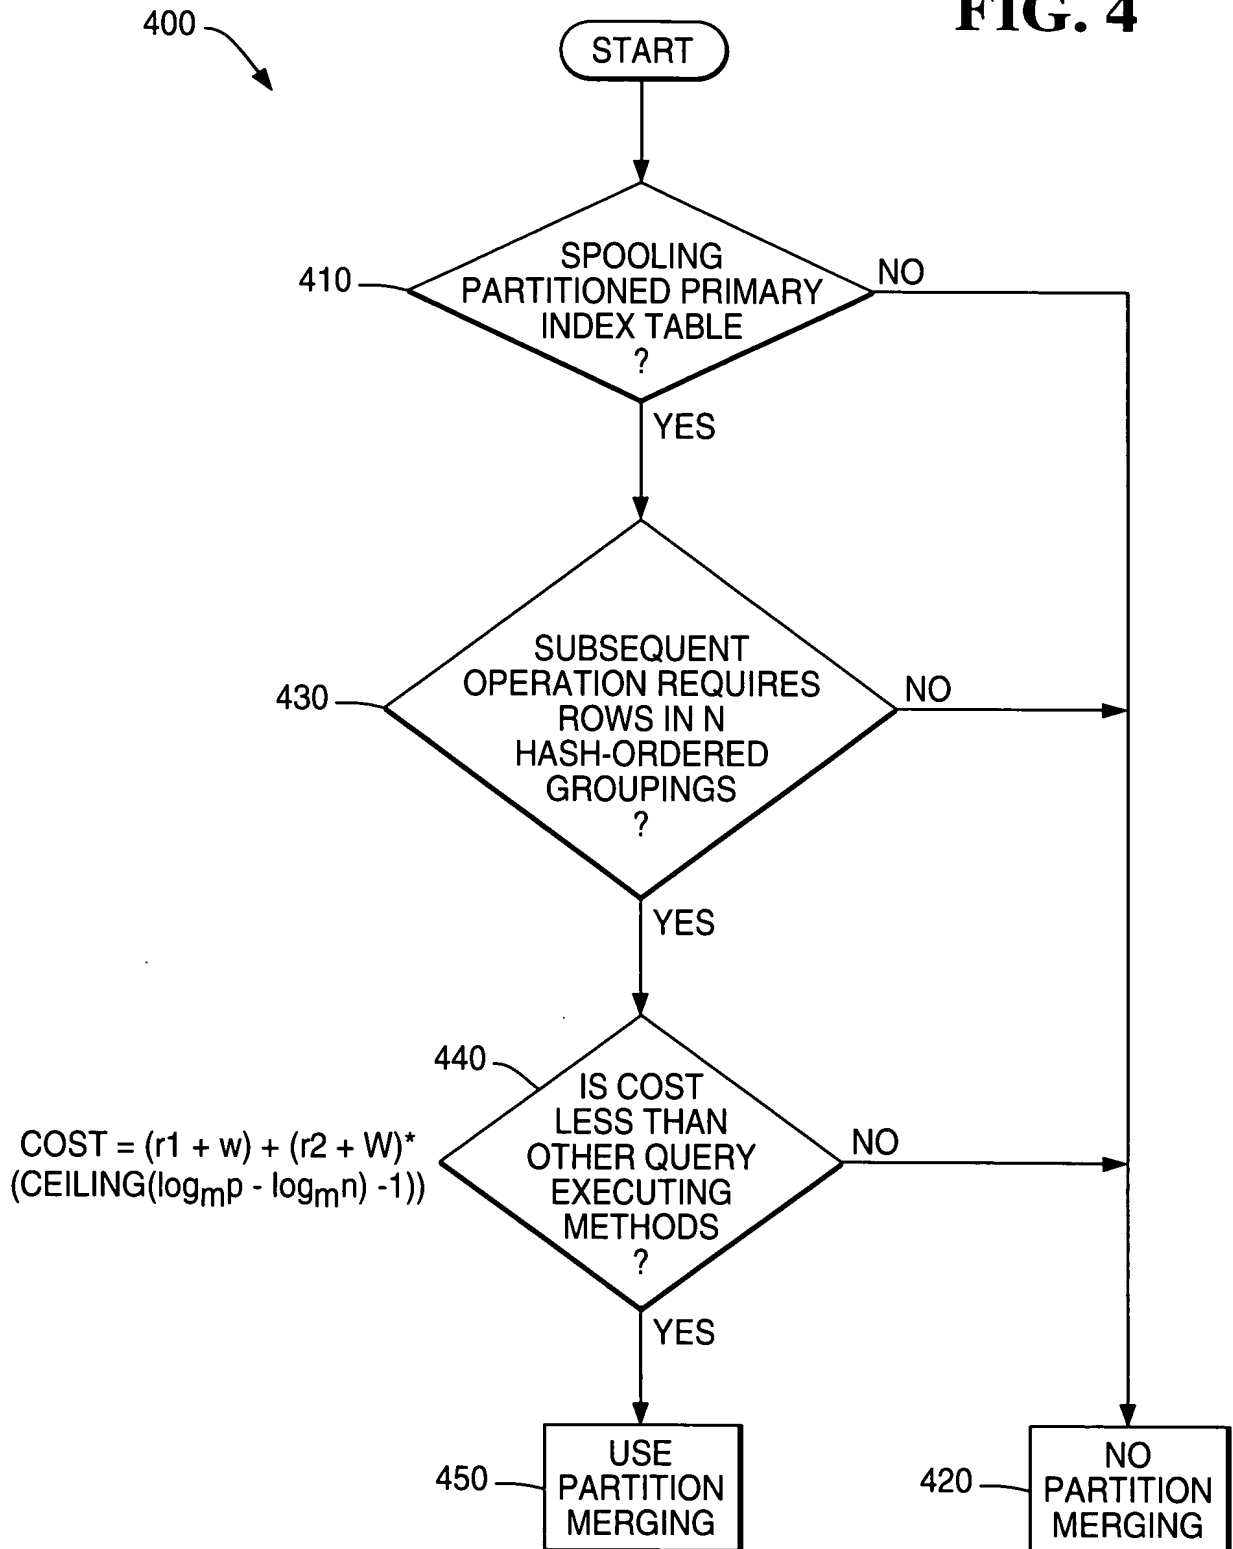 FIG. 4
400
START
410
SPOOLING
PARTITIONED PRIMARY
INDEX TABLE
?
NO
YES
430
SUBSEQUENT
OPERATION REQUIRES
ROWS IN N
HASH-ORDERED
GROUPINGS
?
NO
YES
440
IS COST
LESS THAN
OTHER QUERY
EXECUTING
METHODS
?
COST = (r1 + w) + (r2 + W)*
(CEILING(logmp - logmn) -1))
NO
YES
450
USE
PARTITION
MERGING
420
NO
PARTITION
MERGING